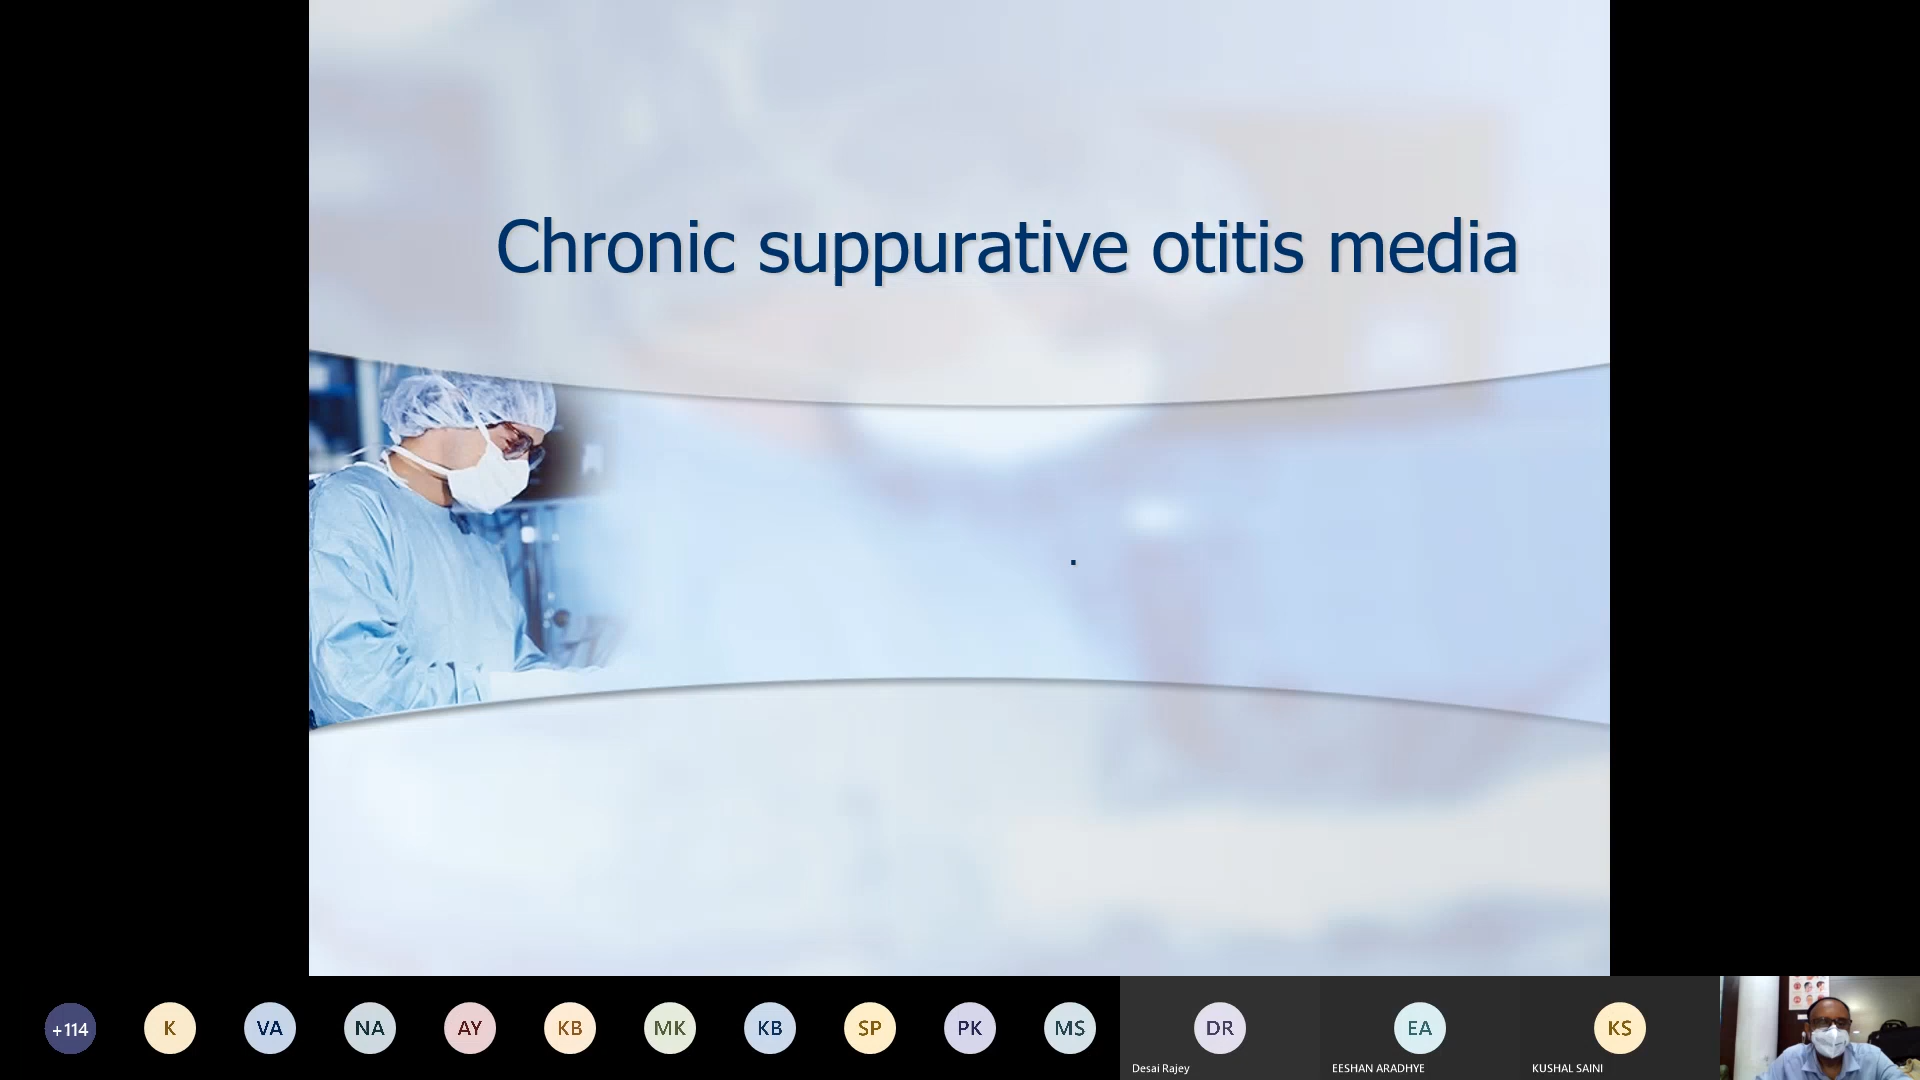 Chronic suppurative otitis media
.
+114
K
VA
NA
AY
KB
MK
KB
SP
PK
MS
DR
EA
KS
Desai Rajey
EESHAN ARADHYE
KUSHAL SAINI